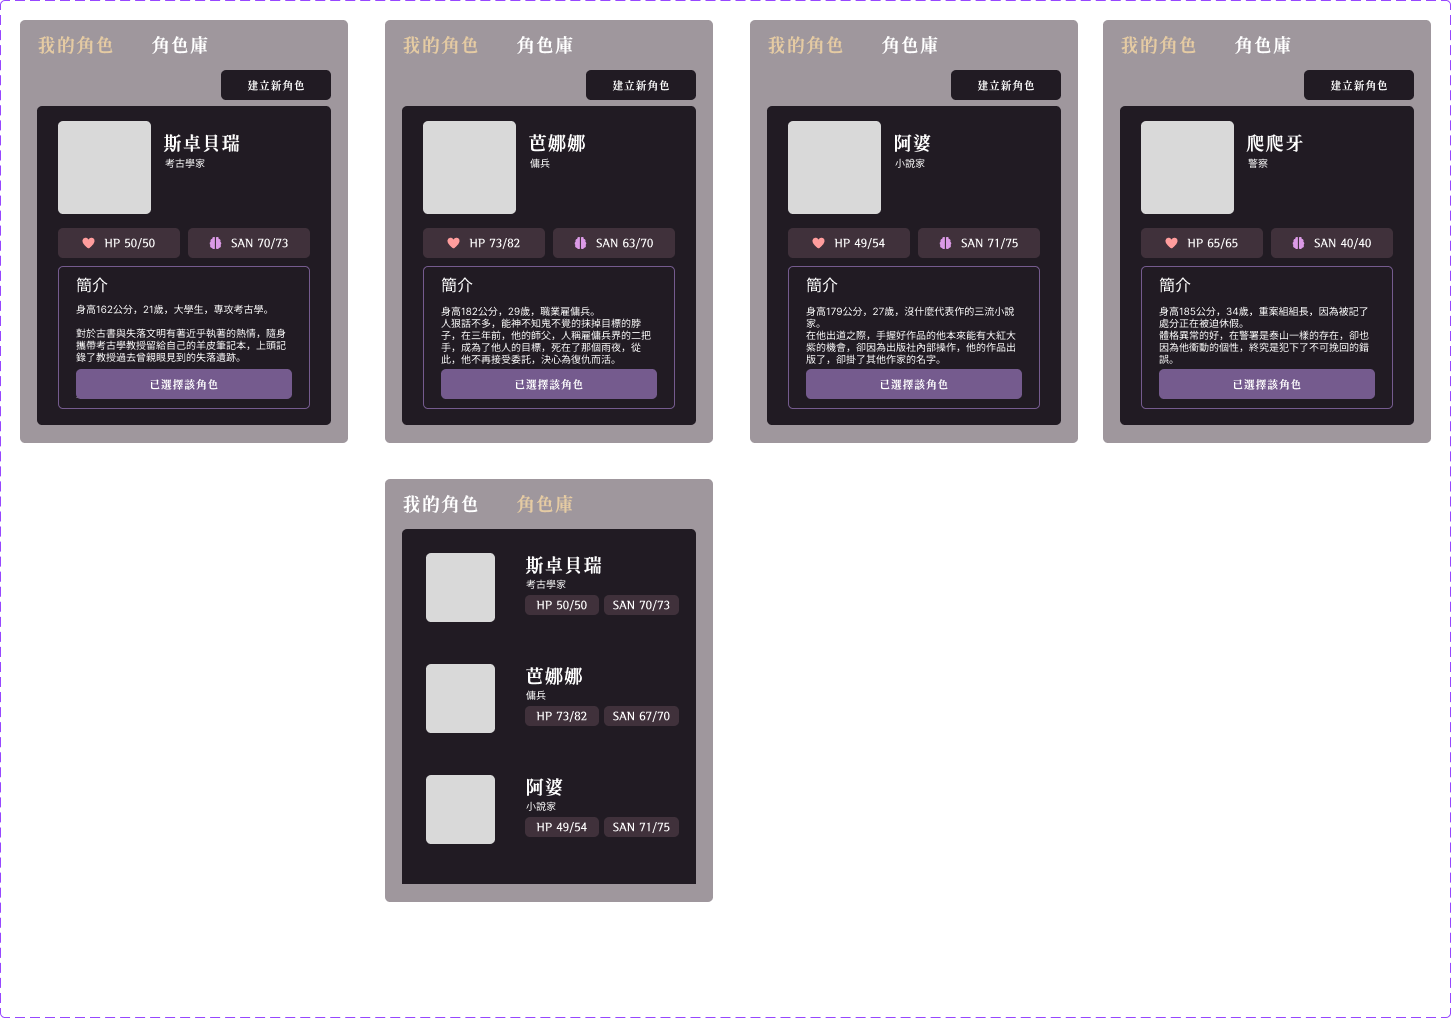 我的角色 角色庫
建立新角色
斯卓貝瑞
考古學家
HP 50/50
SAN 70/73
簡介
身高162公分，21歲，大學生，專攻考古學。
對於古書與失落文明有著近乎執著的熱情，隨身
攜帶考古學教授留給自己的羊皮筆記本，上頭記
錄了教授過去曾親眼見到的失落遺跡。
已選擇該角色
我的角色 角色庫
建立新角色
芭娜娜
傭兵
HP 73/82
SAN 63/70
簡介
身高182公分，29歲，職業雇傭兵。
人狠話不多，能神不知鬼不覺的抹掉目標的脖
子，在三年前，他的師父，人稱雇傭兵界的二把
手，成為了他人的目標，死在了那個雨夜，從
此，他不再接受委託，決心為復仇而活。
已選擇該角色
我的角色 角色庫
建立新角色
阿婆
小說家
HP 49/54
SAN 71/75
簡介
身高179公分，27歲，沒什麼代表作的三流小說
家。
在他出道之際，手握好作品的他本來能有大紅大
紫的機會，卻因為出版社內部操作，他的作品出
版了，卻掛了其他作家的名字。
已選擇該角色
我的角色 角色庫
建立新角色
爬爬牙
警察
HP 65/65
SAN 40/40
簡介
身高185公分，34歲，重案組組長，因為被記了
處分正在被迫休假。
體格異常的好，在警署是泰山一樣的存在，卻也
因為他衝動的個性，終究是犯下了不可挽回的錯
誤。
已選擇該角色
我的角色 角色庫
斯卓貝瑞
考古學家
HP 50/50
SAN 70/73
芭娜娜
傭兵
HP 73/82
SAN 67/70
阿婆
小說家
HP 49/54
SAN 71/75